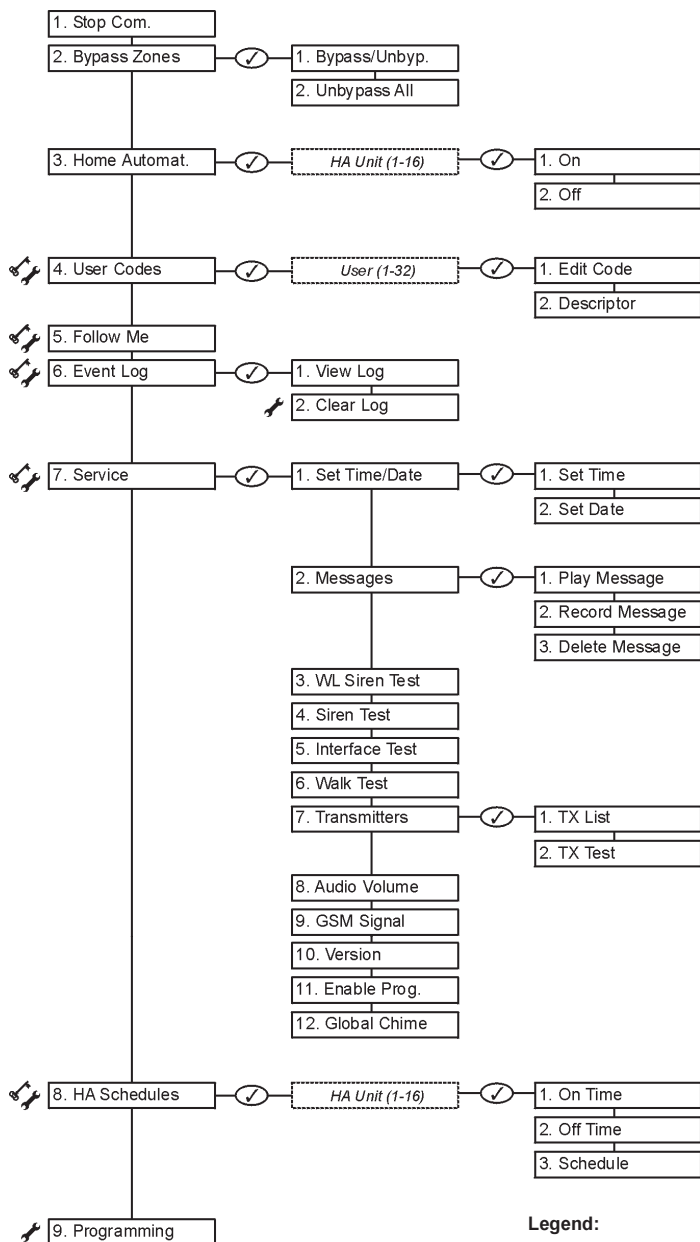 1. Stop Com.
2. Bypass Zones
1. Bypass/Unbyp.
2. Unbypass All
3. Home Automat.
HA Unit (1-16)
1. On
2. Off
4. User Codes
User (1-32)
1. Edit Code
2. Descriptor
5. Follow Me
6. Event Log
1. View Log
2. Clear Log
7. Service
1. Set Time/Date
1. Set Time
2. Set Date
2. Messages
1. Play Message
2. Record Message
3. Delete Message
3. WL Siren Test
4. Siren Test
5. Interface Test
6. Walk Test
7. Transmitters
1. TX List
2. TX Test
8. Audio Volume
9. GSM Signal
10. Version
11. Enable Prog.
12. Global Chime
8. HA Schedules
HA Unit (1-16)
1. On Time
2. Off Time
3. Schedule
9. Programming
Legend: